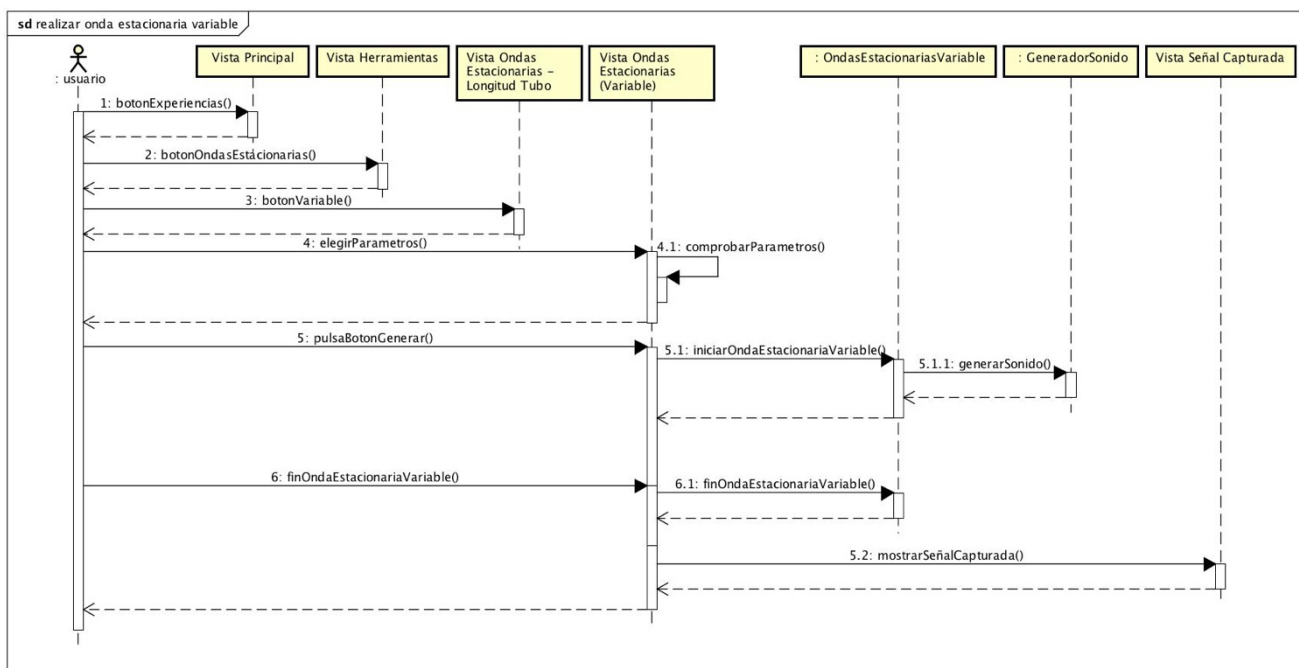 sd realizar onda estacionaria variable
: usuario
Vista Principal
Vista Herramientas
Vista Ondas
Estacionarias –
Longitud Tubo
Vista Ondas
Estacionarias
(Variable)
: OndasEstacionariasVariable
: GeneradorSonido
Vista Señal Capturada
1: botonExperiencias()
2: botonOndasEstacionarias()
3: botonVariable()
4: elegirParametros()
4.1: comprobarParametros()
5: pulsaBotonGenerar()
5.1: iniciarOndaEstacionariaVariable()
5.1.1: generarSonido()
6: finOndaEstacionariaVariable()
6.1: finOndaEstacionariaVariable()
5.2: mostrarSeñalCapturada()